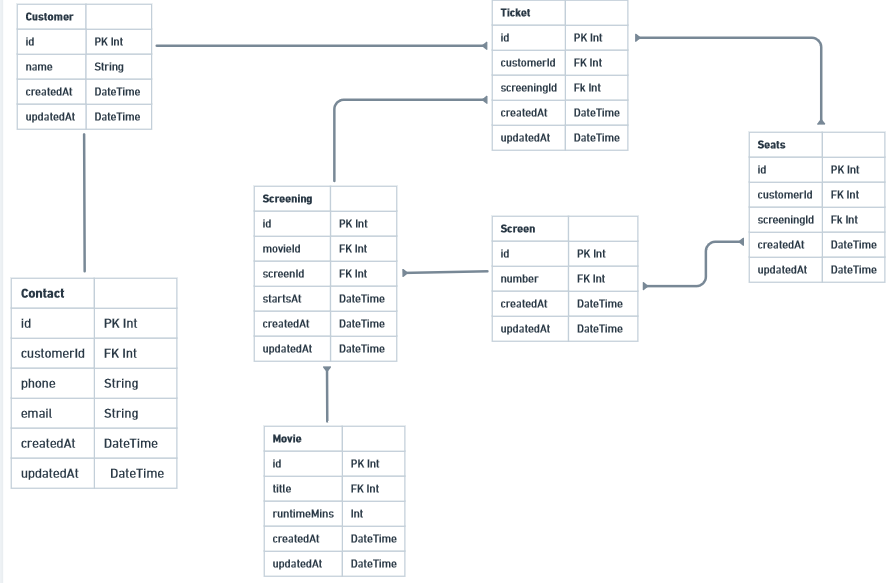 Customer
id PK Int
name String
createdAt DateTime
updatedAt DateTime
Ticket
id PK Int
customerId FK Int
screeningId Fk Int
createdAt DateTime
updatedAt DateTime
Seats
id PK Int
customerId FK Int
screeningId Fk Int
createdAt DateTime
updatedAt DateTime
Screening
id PK Int
movieId FK Int
screenId FK Int
startsAt DateTime
createdAt DateTime
updatedAt DateTime
Screen
id PK Int
number FK Int
createdAt DateTime
updatedAt DateTime
Contact
id PK Int
customerId FK Int
phone String
email String
createdAt DateTime
updatedAt DateTime
Movie
id PK Int
title FK Int
runtimeMins Int
createdAt DateTime
updatedAt DateTime